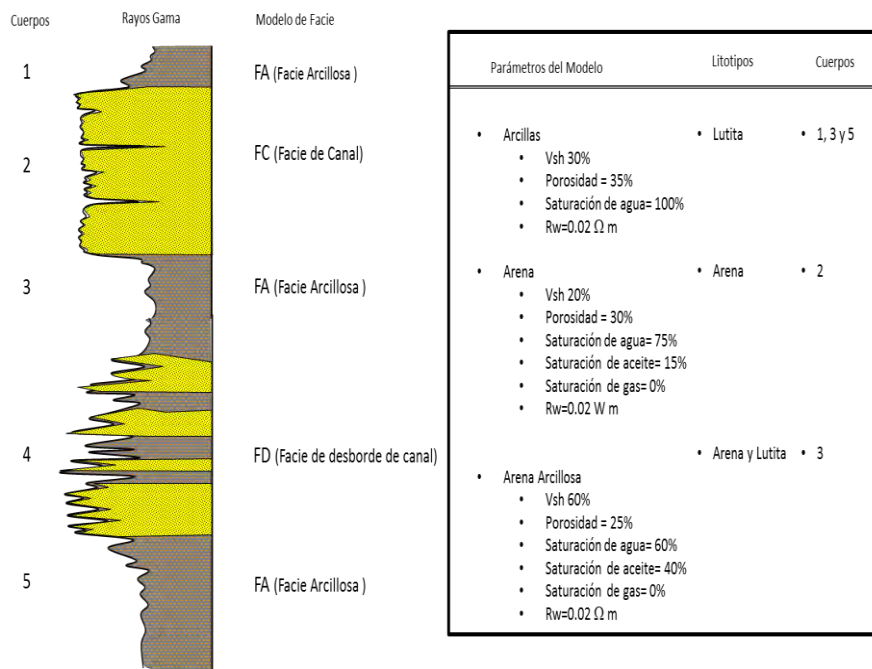 Cuerpos Rayos Gama Modelo de Facie
1 FA (Facie Arcillosa )
2 FC (Facie de Canal)
3 FA (Facie Arcillosa )
4 FD (Facie de desborde de canal)
5 FA (Facie Arcillosa )
Parámetros del Modelo Litotipos Cuerpos
• Arcillas • Lutita • 1, 3 y 5
• Vsh 30%
• Porosidad = 35%
• Saturación de agua= 100%
• Rw=0.02 Ω m
• Arena • Arena • 2
• Vsh 20%
• Porosidad = 30%
• Saturación de agua= 75%
• Saturación de aceite= 15%
• Saturación de gas= 0%
• Rw=0.02 W m
• Arena y Lutita • 3
• Arena Arcillosa
• Vsh 60%
• Porosidad = 25%
• Saturación de agua= 60%
• Saturación de aceite= 40%
• Saturación de gas= 0%
• Rw=0.02 Ω m